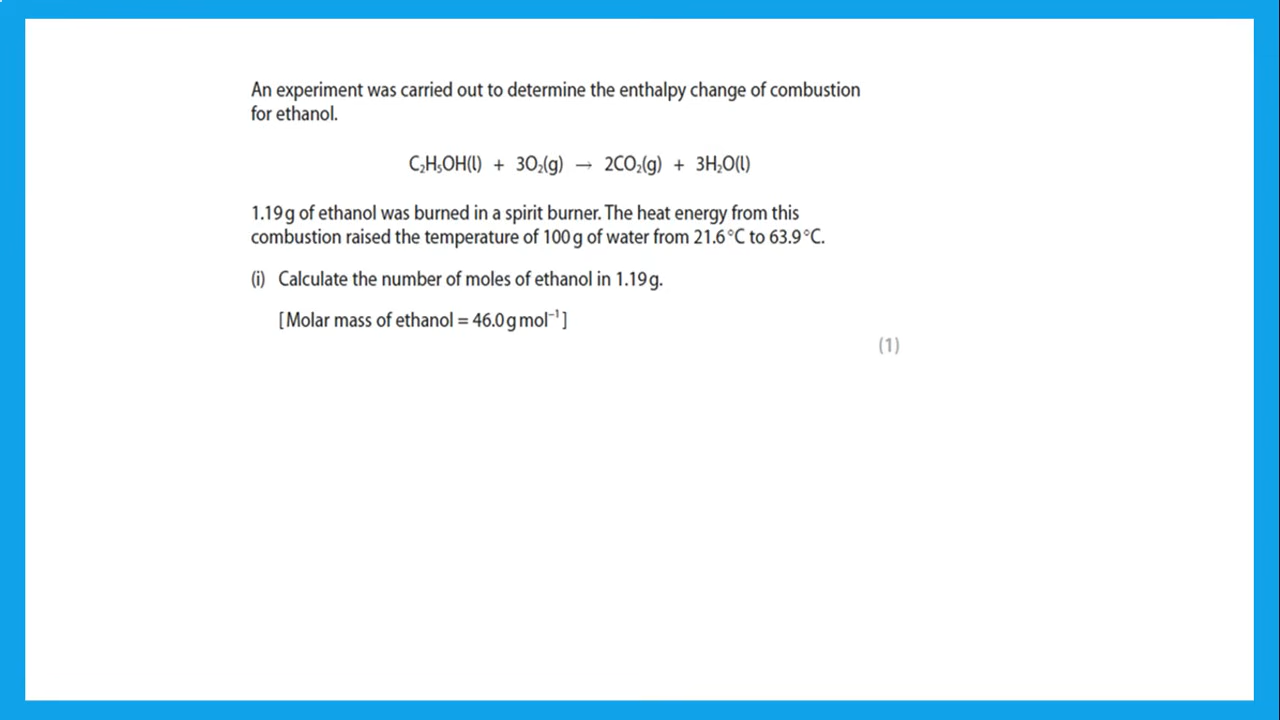 An experiment was carried out to determine the enthalpy change of combustion
for ethanol.
C₂H₅OH(l) + 3O₂(g) → 2CO₂(g) + 3H₂O(l)
1.19 g of ethanol was burned in a spirit burner. The heat energy from this
combustion raised the temperature of 100 g of water from 21.6 °C to 63.9 °C.
(i) Calculate the number of moles of ethanol in 1.19 g.
[Molar mass of ethanol = 46.0 g mol⁻¹]
(1)